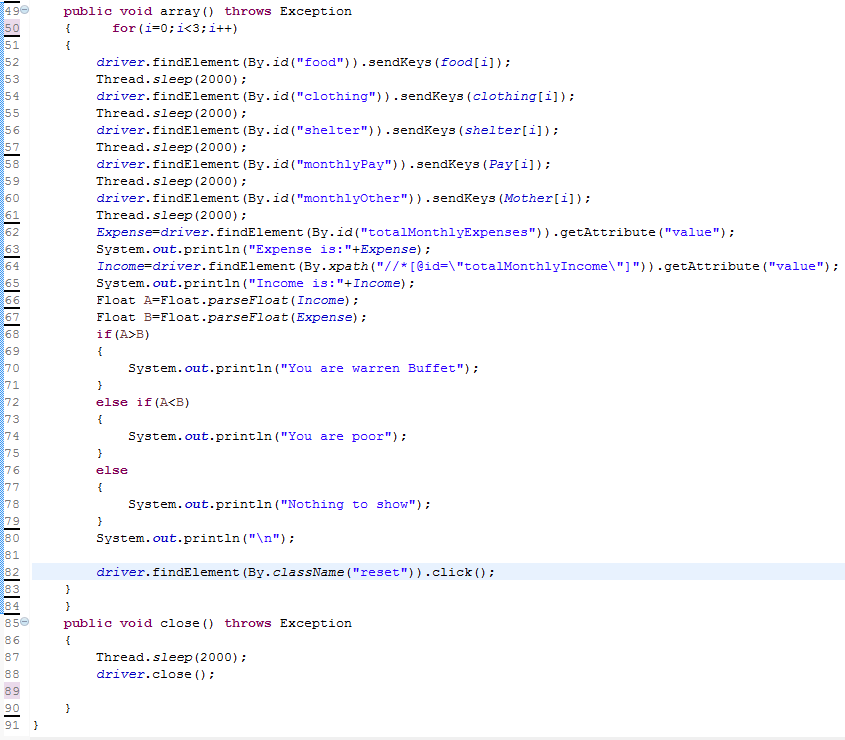 49 public void array() throws Exception
50 {     for(i=0;i<3;i++)
51 {
52     driver.findElement(By.id("food")).sendKeys(food[i]);
53     Thread.sleep(2000);
54     driver.findElement(By.id("clothing")).sendKeys(clothing[i]);
55     Thread.sleep(2000);
56     driver.findElement(By.id("shelter")).sendKeys(shelter[i]);
57     Thread.sleep(2000);
58     driver.findElement(By.id("monthlyPay")).sendKeys(Pay[i]);
59     Thread.sleep(2000);
60     driver.findElement(By.id("monthlyOther")).sendKeys(Mother[i]);
61     Thread.sleep(2000);
62     Expense=driver.findElement(By.id("totalMonthlyExpenses")).getAttribute("value");
63     System.out.println("Expense is:"+Expense);
64     Income=driver.findElement(By.xpath("//*[@id=\"totalMonthlyIncome\"]")).getAttribute("value");
65     System.out.println("Income is:"+Income);
66     Float A=Float.parseFloat(Income);
67     Float B=Float.parseFloat(Expense);
68     if(A>B)
69     {
70         System.out.println("You are warren Buffet");
71     }
72     else if(A<B)
73     {
74         System.out.println("You are poor");
75     }
76     else
77     {
78         System.out.println("Nothing to show");
79     }
80     System.out.println("\n");
81
82     driver.findElement(By.className("reset")).click();
83 }
84 }
85 public void close() throws Exception
86 {
87     Thread.sleep(2000);
88     driver.close();
89
90 }
91 }